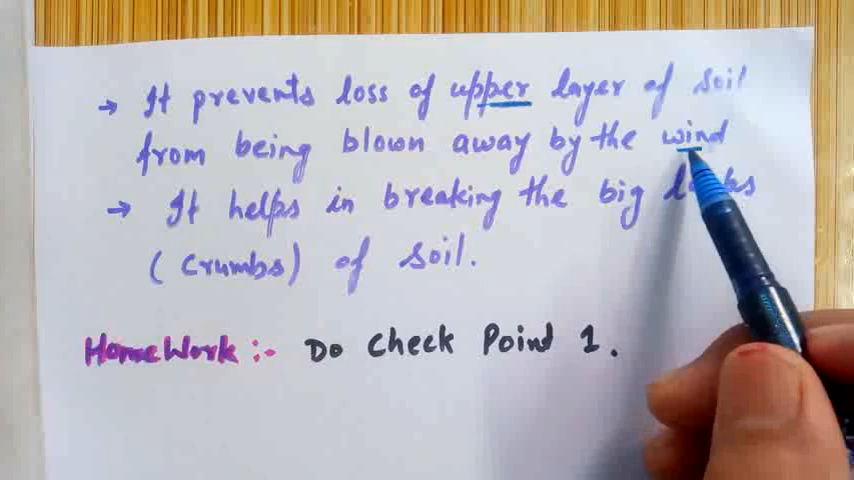 → It prevents loss of upper layer of soil
from being blown away by the wind
→ It helps in breaking the big
(Crumbs) of soil.
HomeWork :- Do Check Point 1.